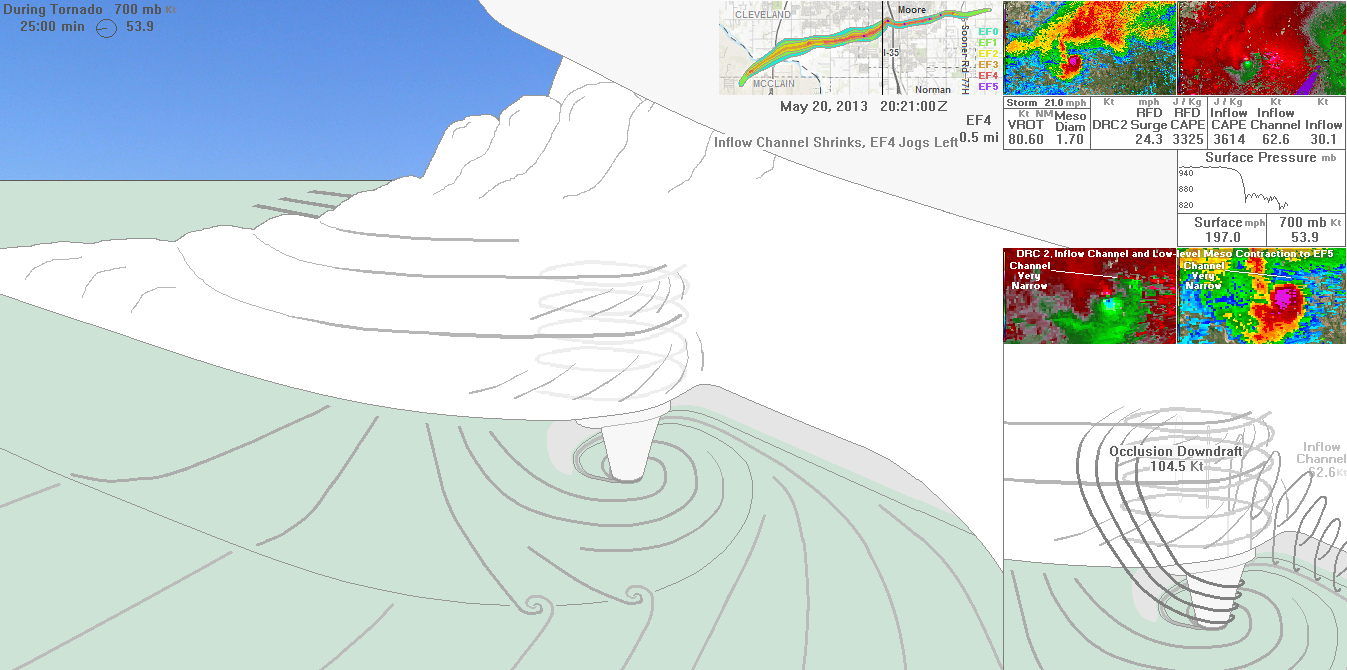 During Tornado 700 mb Kt
25:00 min 53.9
CLEVELAND
Moore
I-35
Sooner Rd-77H
MCCLAIN
Norman
EF0
EF1
EF2
EF3
EF4
EF5
May 20, 2013 20:21:00Z
EF4
0.5 mi
Inflow Channel Shrinks, EF4 Jogs Left
Storm 21.0 mph
Kt NM
VROT Meso Diam
80.60 1.70
Kt mph J / Kg
DRC2 RFD Surge RFD CAPE
24.3 3325
J / Kg Kt Kt
Inflow CAPE Inflow Channel Inflow
3614 62.6 30.1
Surface Pressure mb
940
880
820
Surface mph 700 mb Kt
197.0 53.9
DRC 2, Inflow Channel and Low-level Meso Contraction to EF5
Channel
Very
Narrow
Channel
Very
Narrow
Occlusion Downdraft
104.5 Kt
Inflow
Channel
62.6 Kt